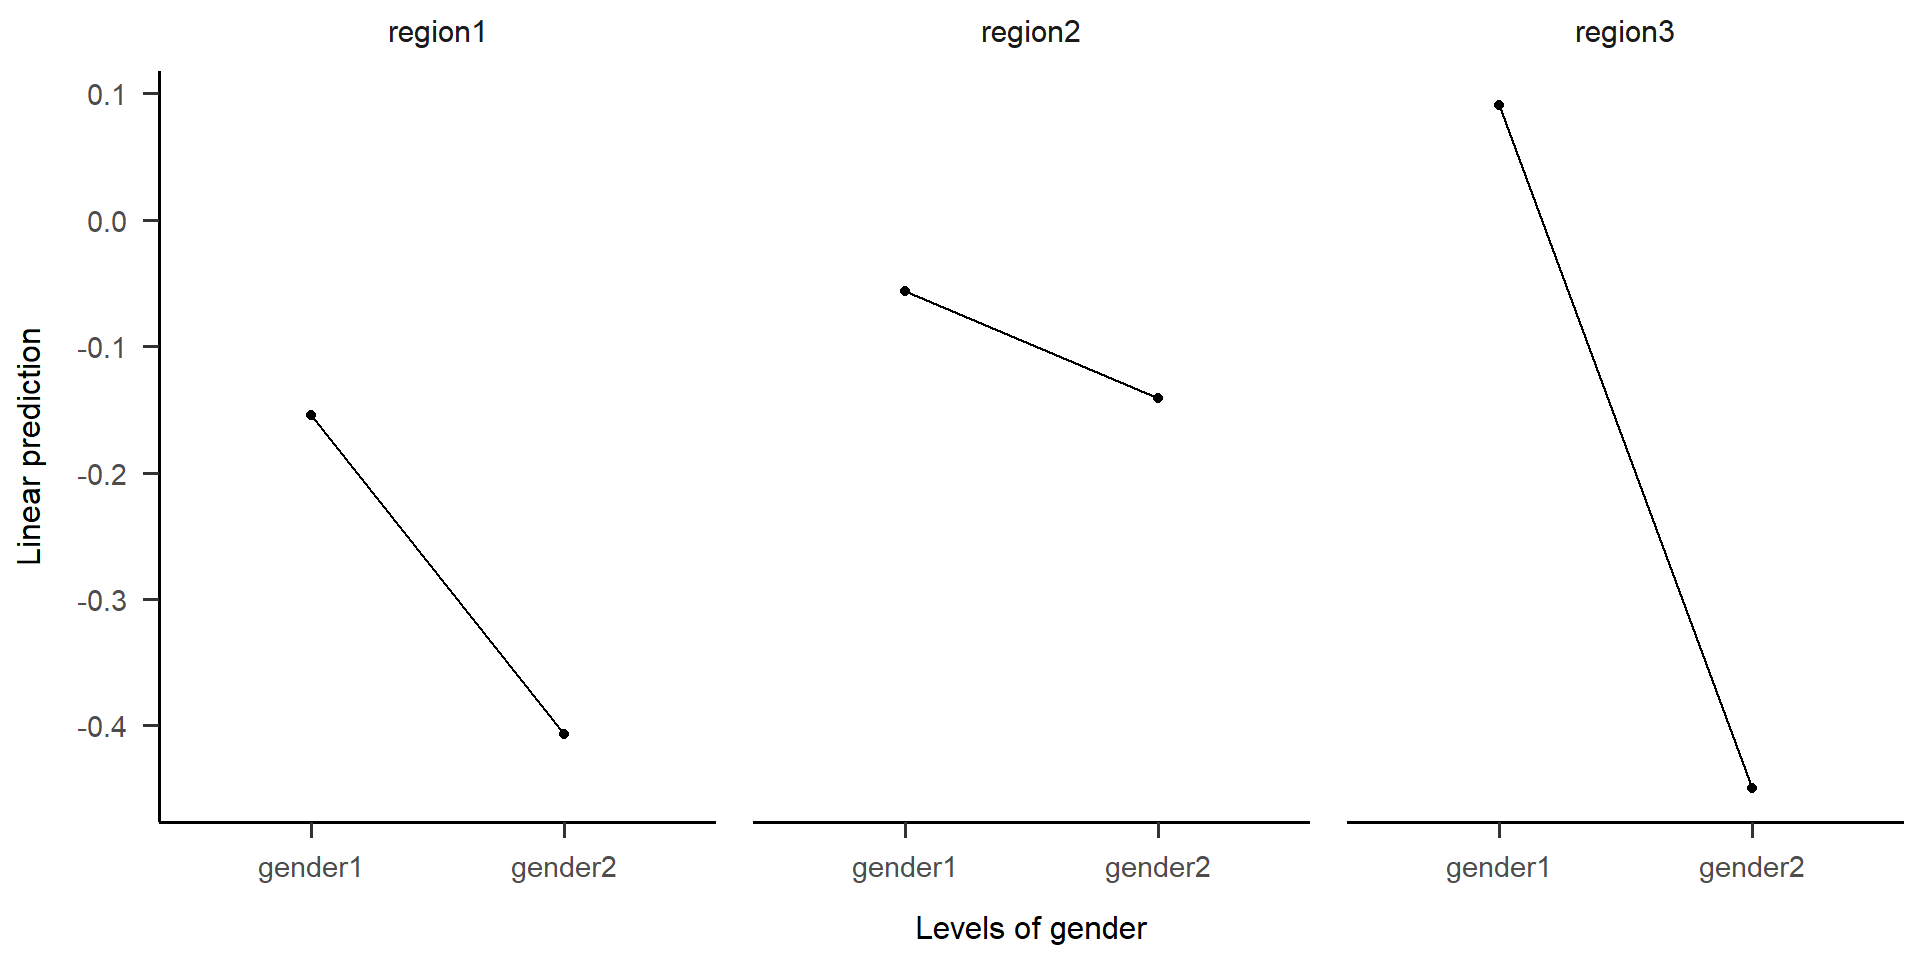 region1 region2 region3
0.1
0.0
-0.1
-0.2
-0.3
-0.4
Linear prediction
gender1 gender2 gender1 gender2 gender1 gender2
Levels of gender